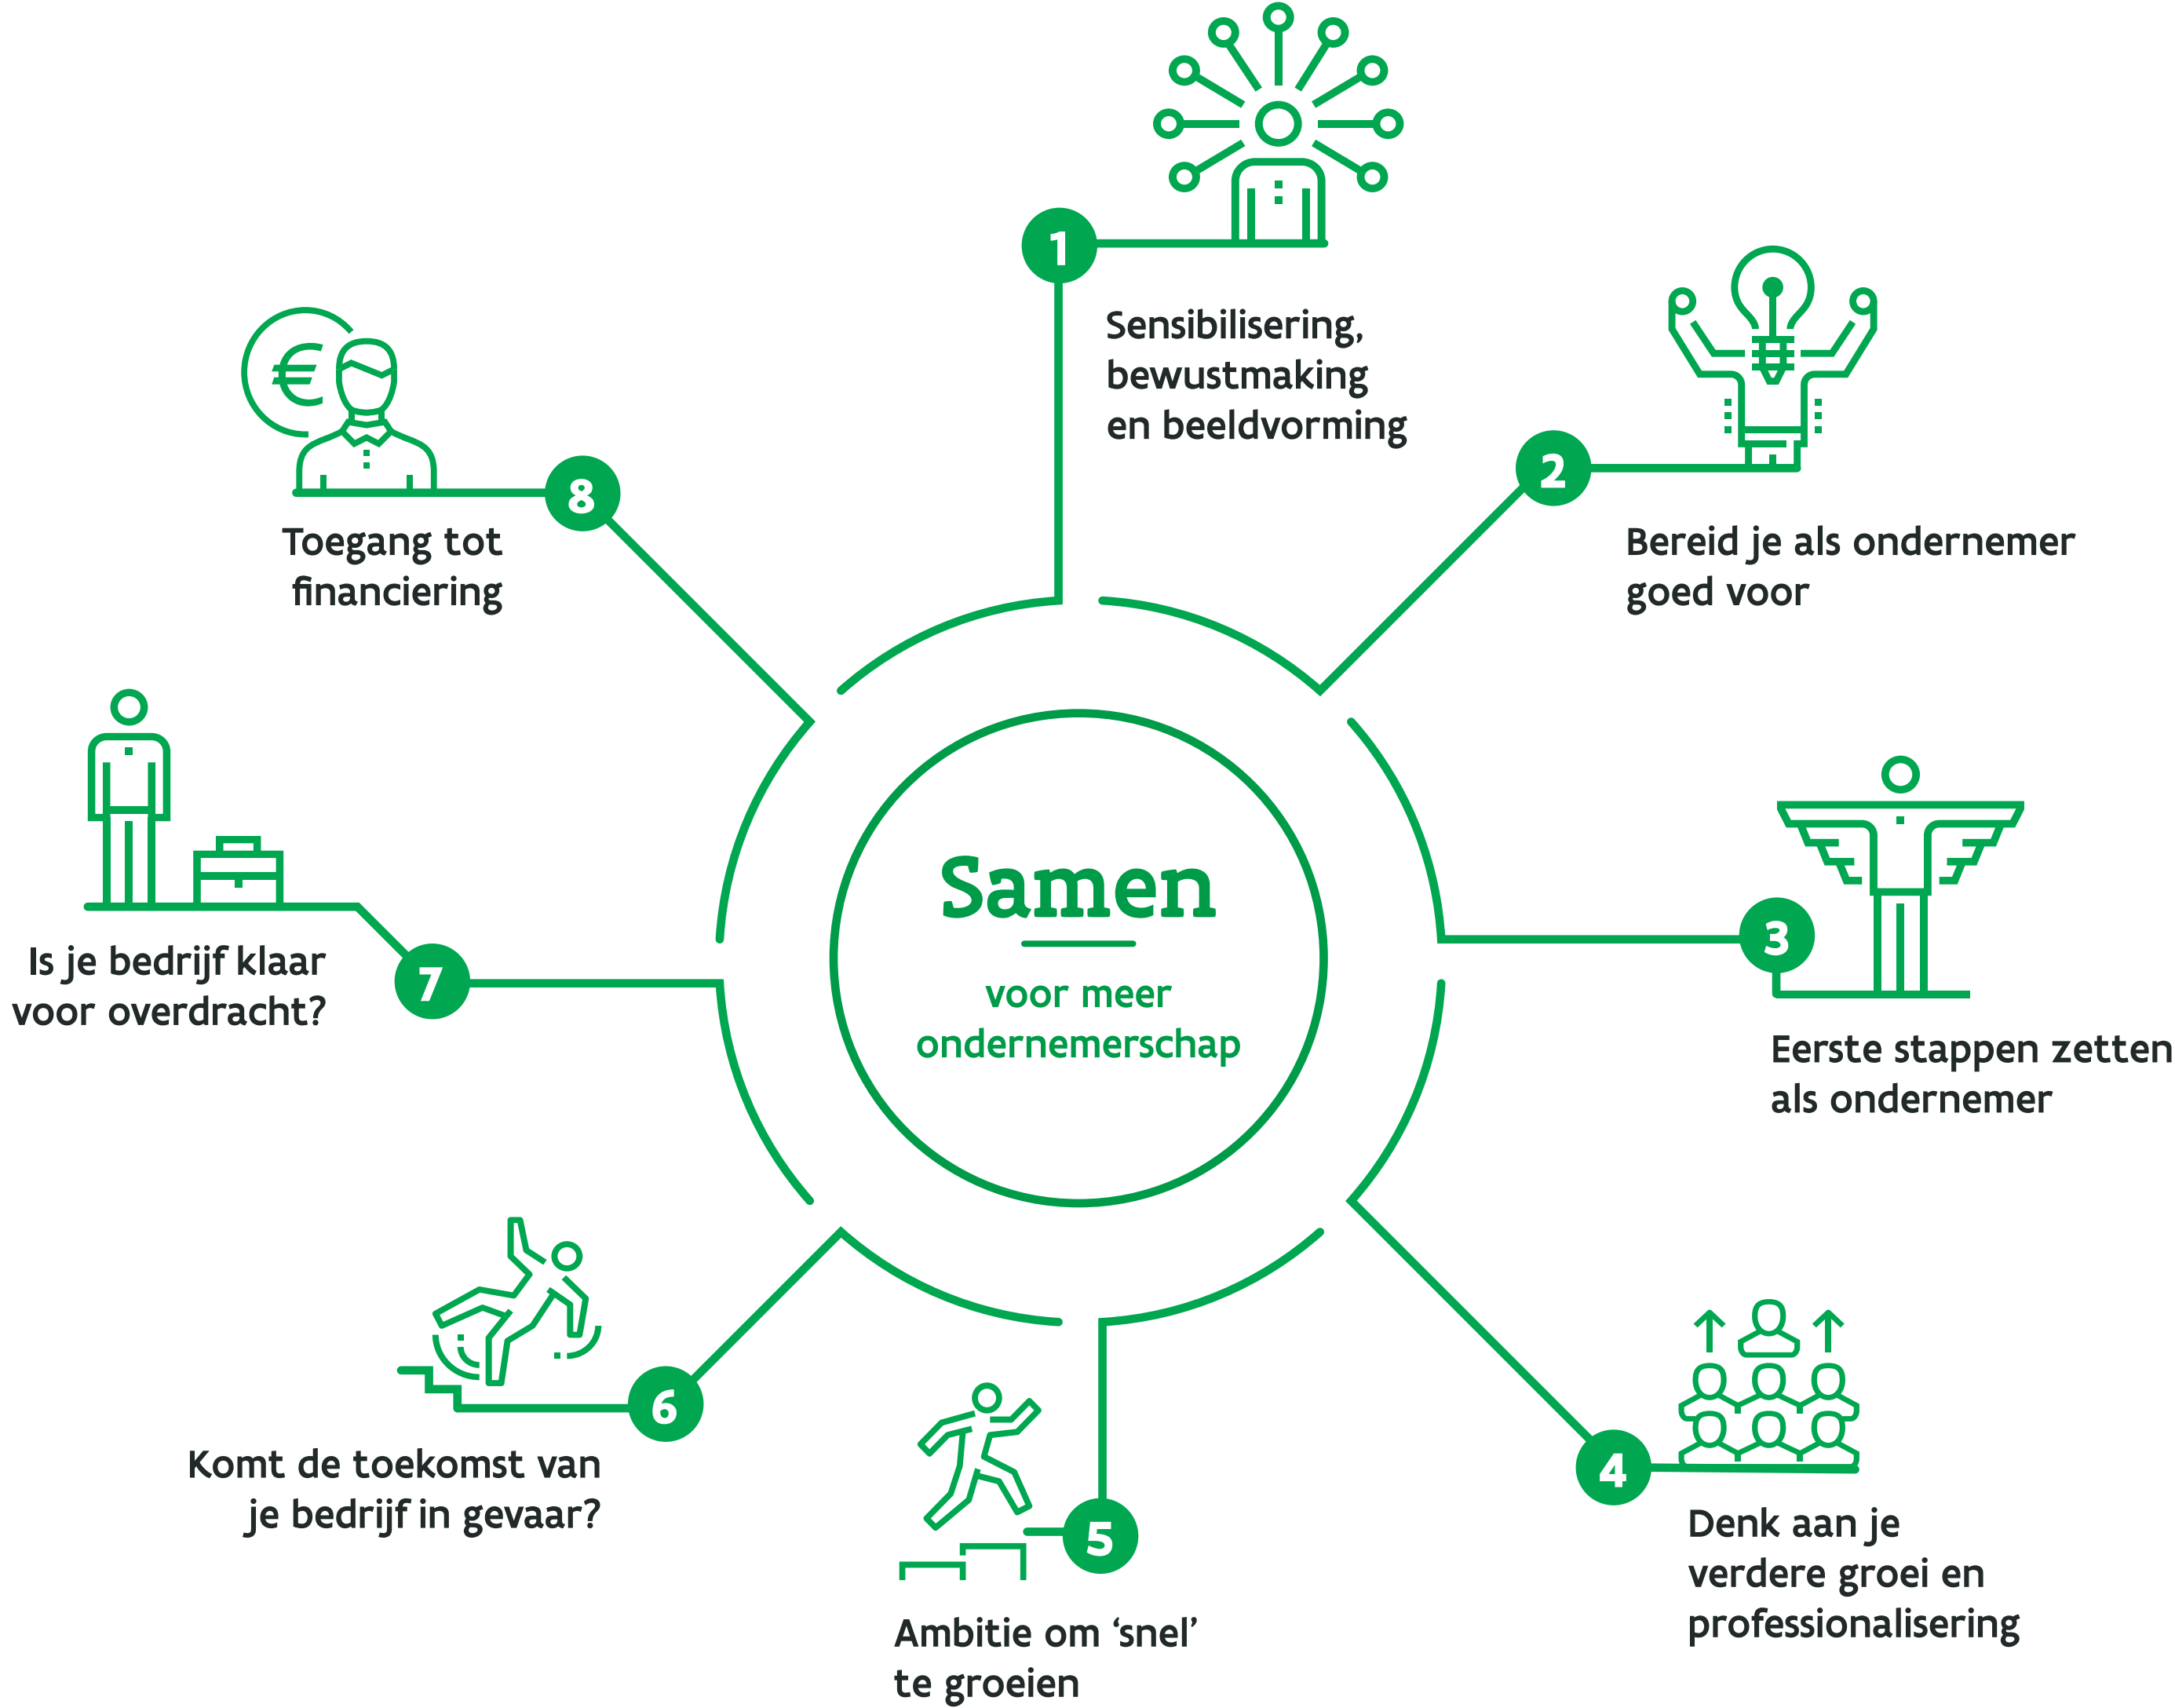 1
Sensibilisering,
bewustmaking
en beeldvorming
2
Bereid je als ondernemer
goed voor
3
Eerste stappen zetten
als ondernemer
4
Denk aan je
verdere groei en
professionalisering
5
Ambitie om ‘snel’
te groeien
6
Komt de toekomst van
je bedrijf in gevaar?
7
Is je bedrijf klaar
voor overdracht?
8
€
Toegang tot
financiering
Samen
voor meer
ondernemerschap